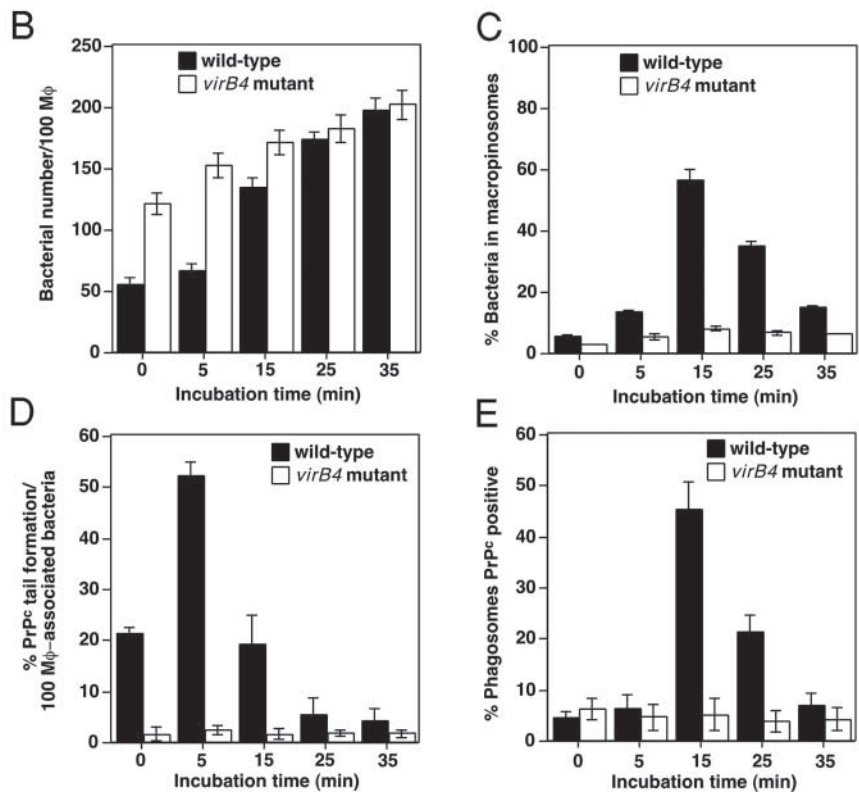 B
250
200
150
100
50
0
Bacterial number/100 Mϕ
wild-type
virB4 mutant
0 5 15 25 35
Incubation time (min)
C
100
80
60
40
20
0
% Bacteria in macropinosomes
wild-type
virB4 mutant
0 5 15 25 35
Incubation time (min)
D
60
50
40
30
20
10
0
% PrPᶜ tail formation/
100 Mϕ–associated bacteria
wild-type
virB4 mutant
0 5 15 25 35
Incubation time (min)
E
60
50
40
30
20
10
0
% Phagosomes PrPᶜ positive
wild-type
virB4 mutant
0 5 15 25 35
Incubation time (min)